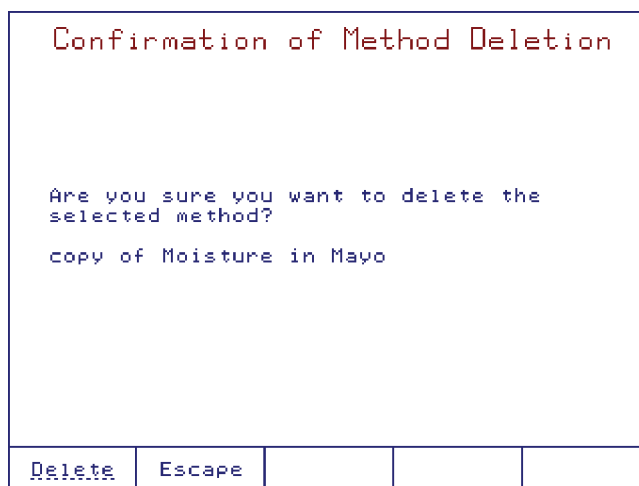 Confirmation of Method Deletion
Are you sure you want to delete the
selected method?
copy of Moisture in Mayo
Delete Escape